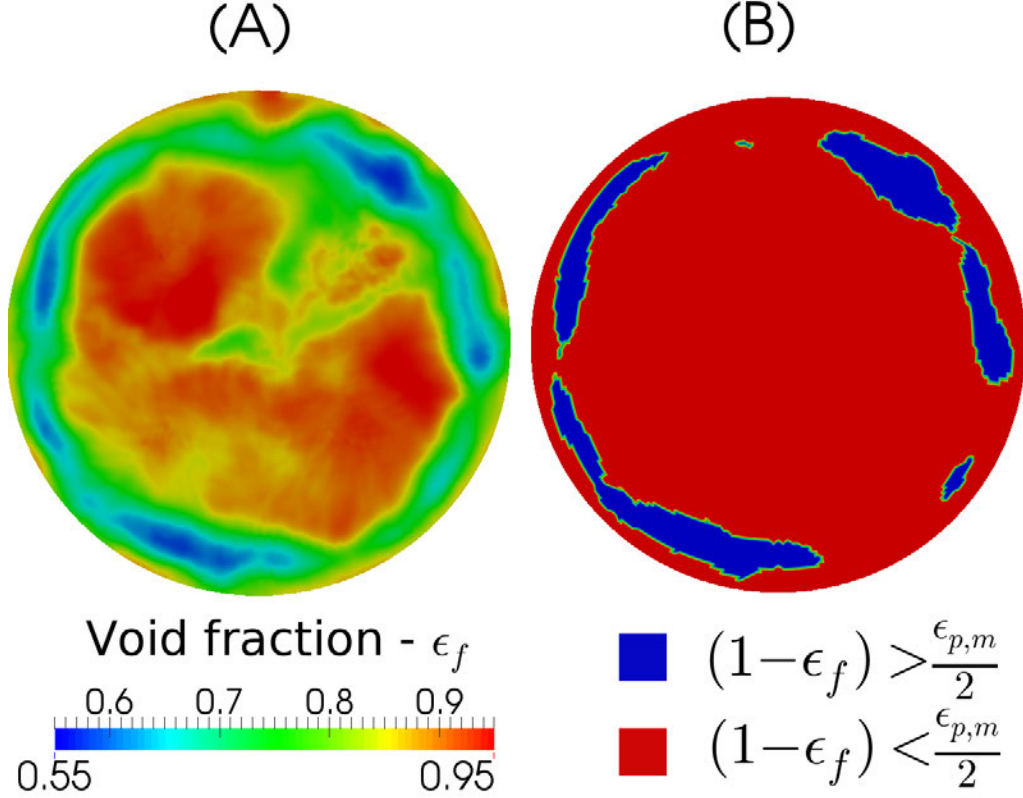 (A)
(B)
Void fraction - ϵ_f
0.6 0.7 0.8 0.9
0.55 0.95
(1−ϵ_f) > ϵ_{p,m}/2
(1−ϵ_f) < ϵ_{p,m}/2